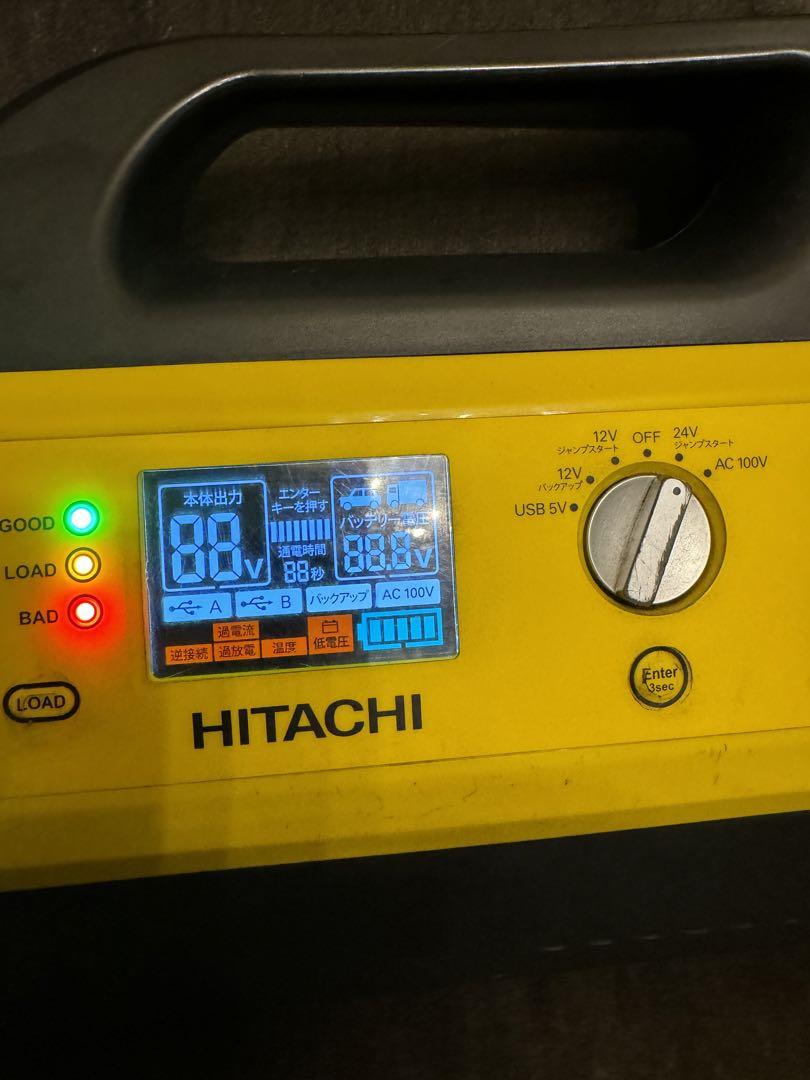 GOOD
LOAD
BAD
LOAD
本体出力
88V
エンター
キーを押す
通電時間
88秒
バッテリー電圧
88.8V
A
B
バックアップ
AC 100V
過電流
逆接続
過放電
温度
低電圧
HITACHI
USB 5V
12V
バックアップ
12V
ジャンプスタート
OFF
24V
ジャンプスタート
AC 100V
Enter
3sec